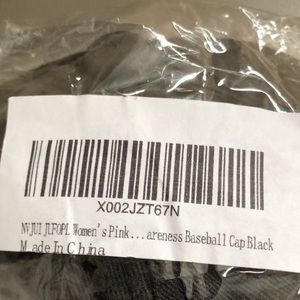 X002JZT67N
NVJUI JUFOPL Women's Pink...areness Baseball Cap Black
Made In China